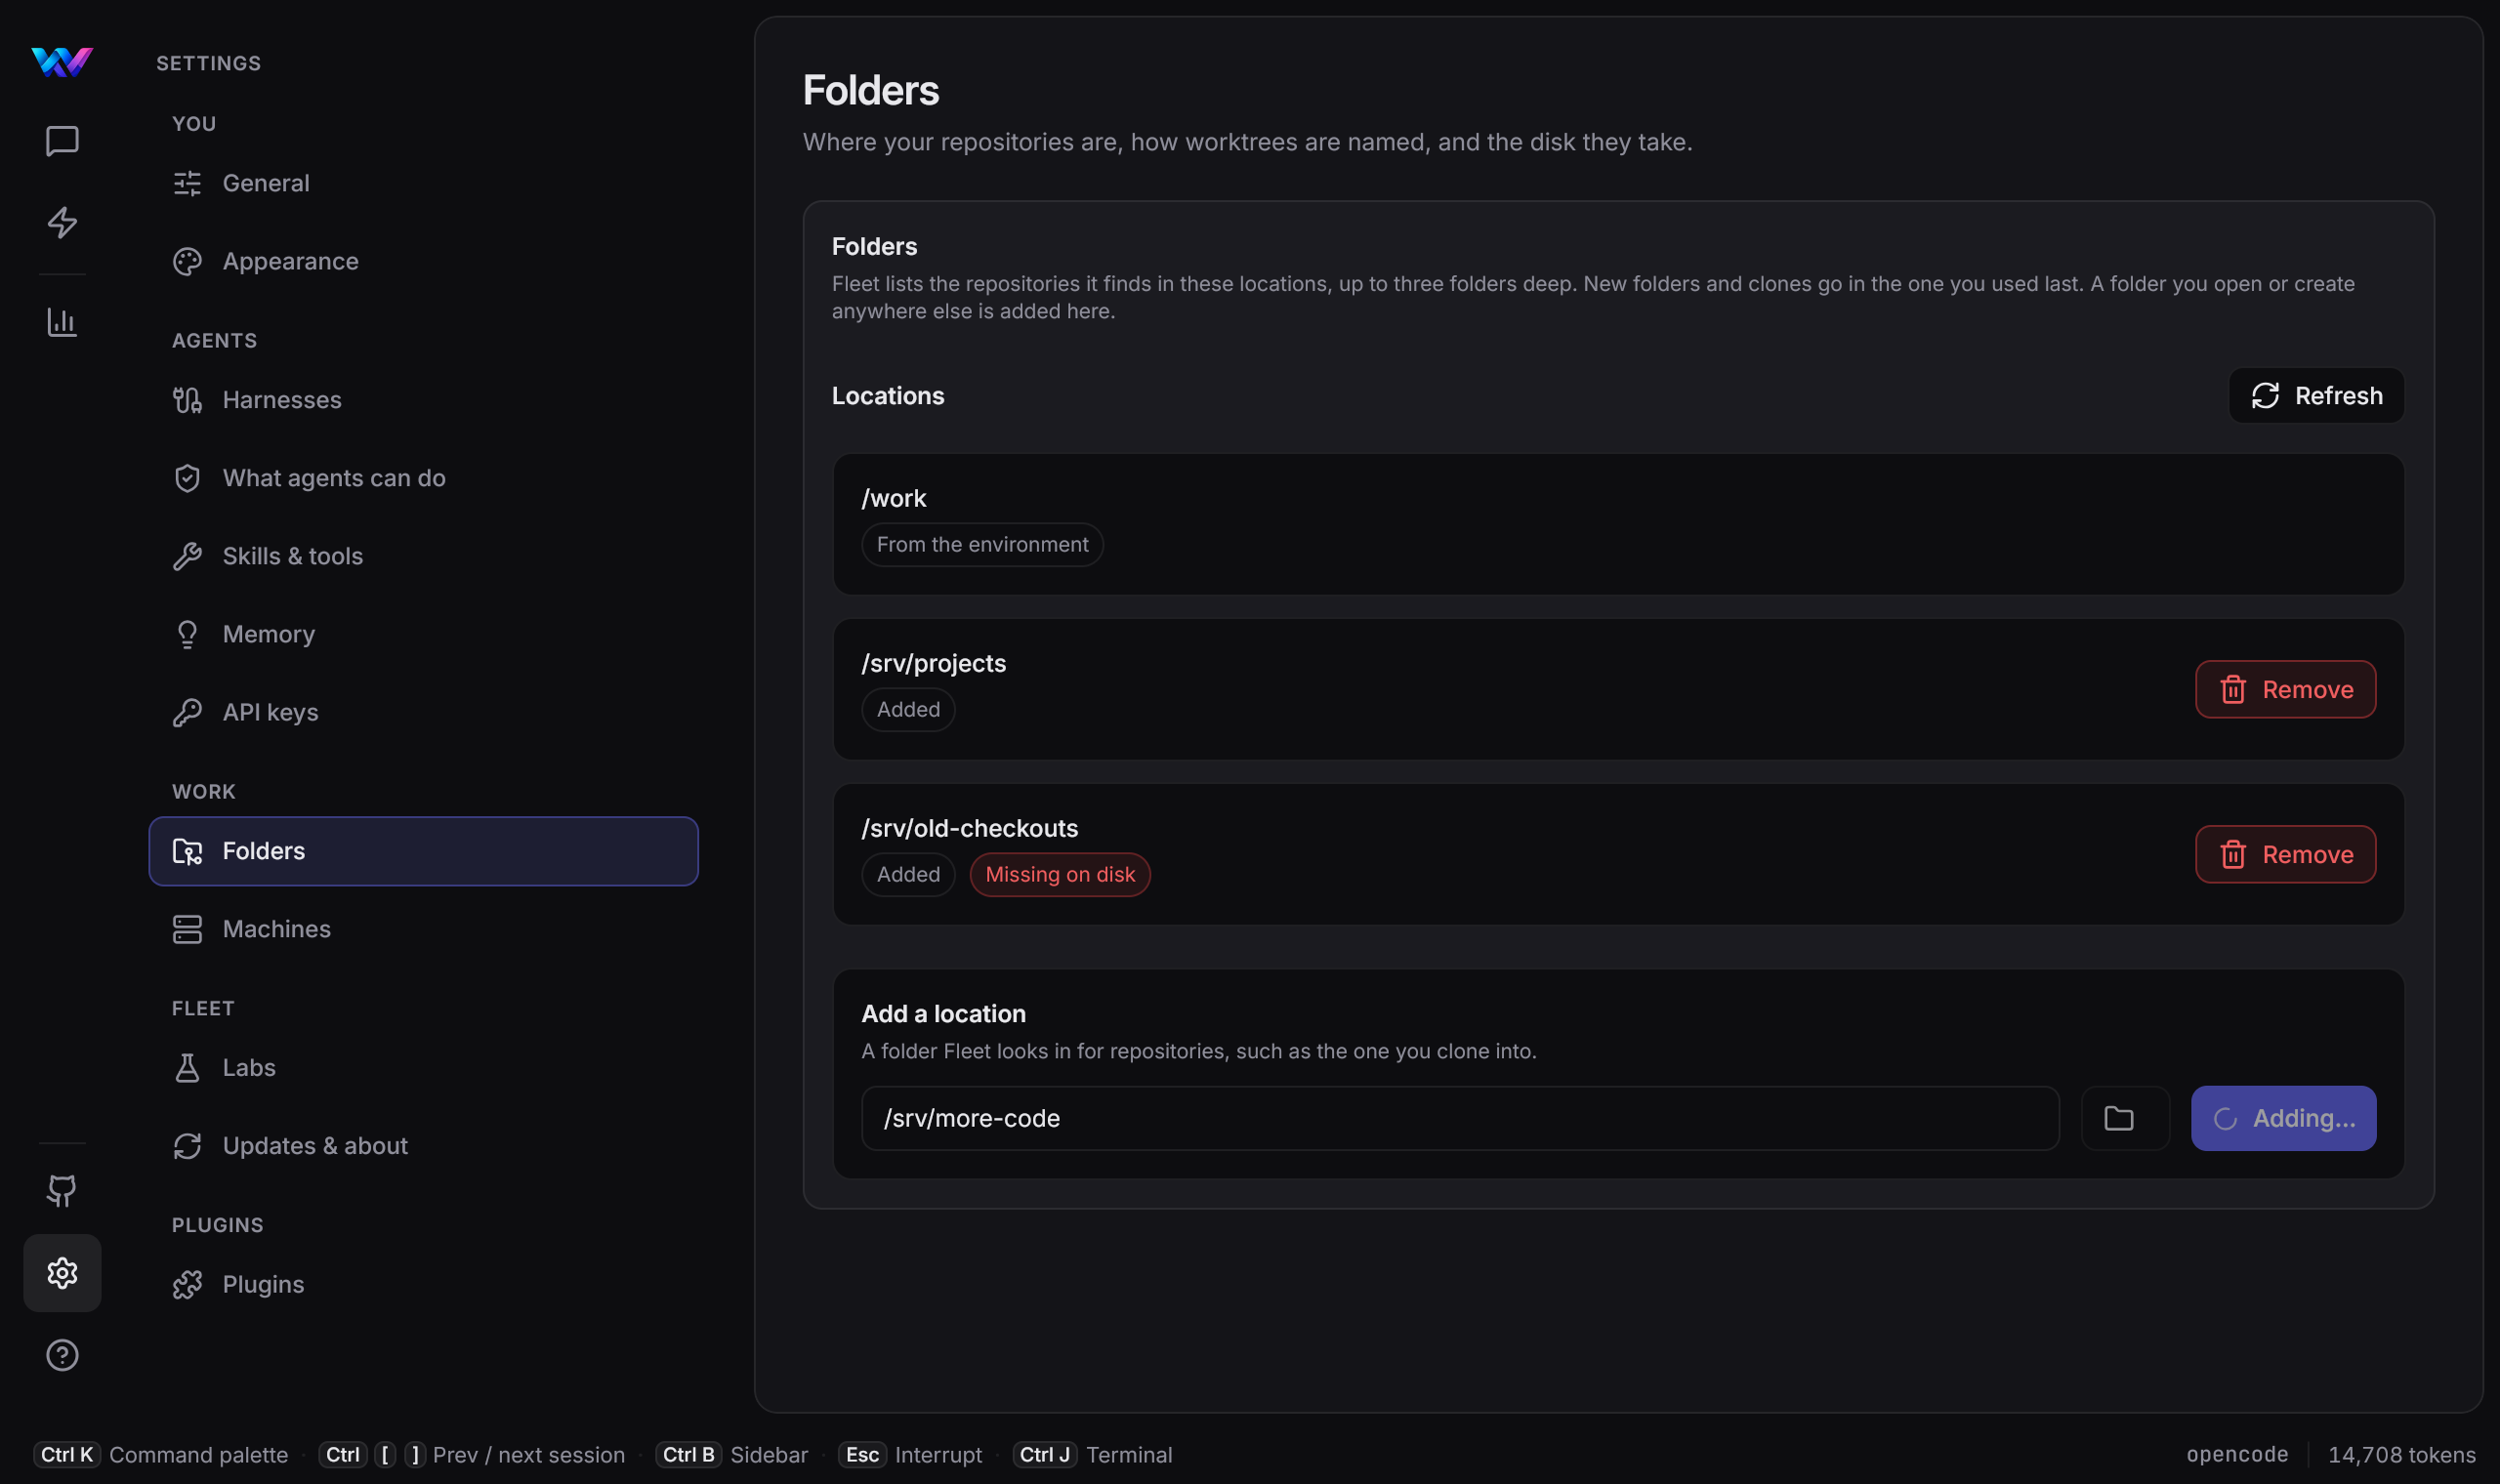 SETTINGS
YOU
General
Appearance
AGENTS
Harnesses
What agents can do
Skills & tools
Memory
API keys
WORK
Folders
Machines
FLEET
Labs
Updates & about
PLUGINS
Plugins
Folders
Where your repositories are, how worktrees are named, and the disk they take.
Folders
Fleet lists the repositories it finds in these locations, up to three folders deep. New folders and clones go in the one you used last. A folder you open or create
anywhere else is added here.
Locations
Refresh
/work
From the environment
/srv/projects
Added
Remove
/srv/old-checkouts
Added Missing on disk
Remove
Add a location
A folder Fleet looks in for repositories, such as the one you clone into.
/srv/more-code
Adding...
Ctrl K Command palette · Ctrl [ ] Prev / next session · Ctrl B Sidebar · Esc Interrupt · Ctrl J Terminal
opencode 14,708 tokens